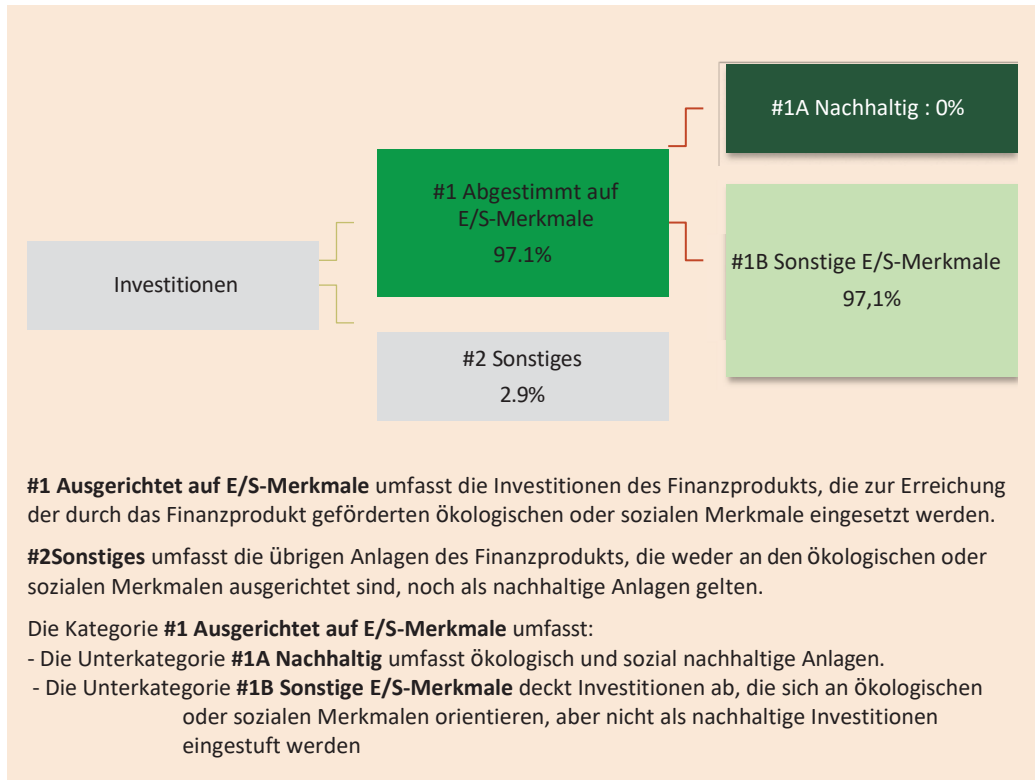 #1A Nachhaltig : 0%
#1 Abgestimmt auf
E/S-Merkmale
97.1%
#1B Sonstige E/S-Merkmale
97,1%
Investitionen
#2 Sonstiges
2.9%
#1 Ausgerichtet auf E/S-Merkmale umfasst die Investitionen des Finanzprodukts, die zur Erreichung
der durch das Finanzprodukt geförderten ökologischen oder sozialen Merkmale eingesetzt werden.
#2Sonstiges umfasst die übrigen Anlagen des Finanzprodukts, die weder an den ökologischen oder
sozialen Merkmalen ausgerichtet sind, noch als nachhaltige Anlagen gelten.
Die Kategorie #1 Ausgerichtet auf E/S-Merkmale umfasst:
- Die Unterkategorie #1A Nachhaltig umfasst ökologisch und sozial nachhaltige Anlagen.
- Die Unterkategorie #1B Sonstige E/S-Merkmale deckt Investitionen ab, die sich an ökologischen
oder sozialen Merkmalen orientieren, aber nicht als nachhaltige Investitionen
eingestuft werden